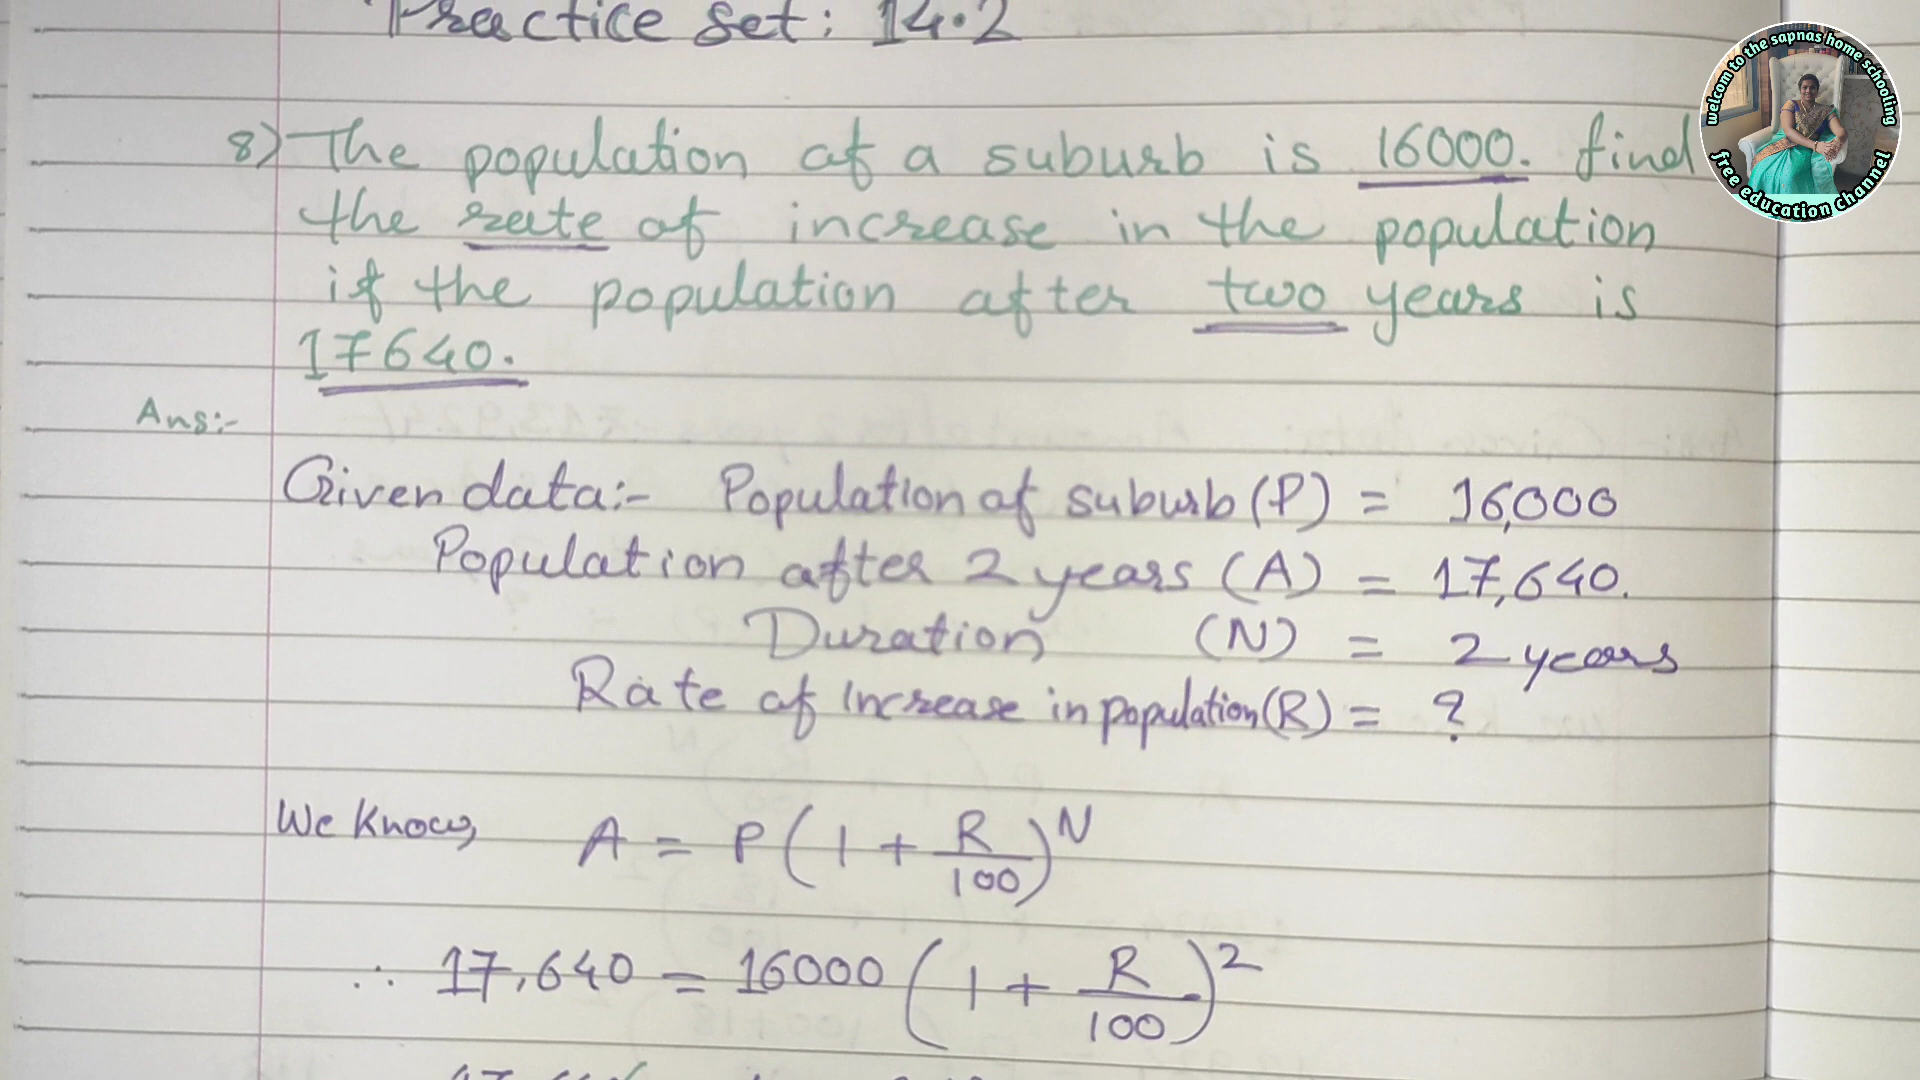 Practice set: 14.2
8) The population of a suburb is 16000. find
the rate of increase in the population
if the population after two years is
17640.
Ans:-
Given data:- Population of suburb (P) = 16,000
Population after 2 years (A) = 17,640.
Duration (N) = 2 years
Rate of Increase in population (R) = ?
We know, A = P(1 + R/100)^N
∴ 17,640 = 16000 (1 + R/100)^2
welcom to the sapnas home schooling
free education channel